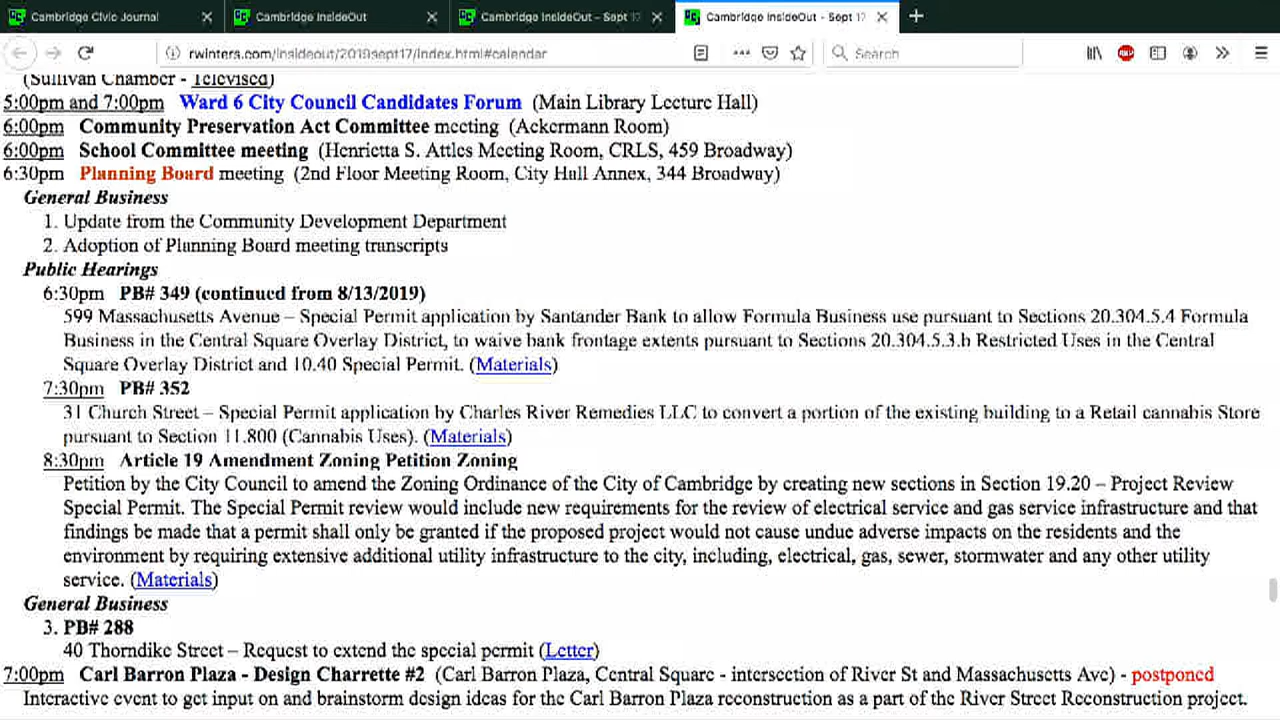 Cambridge Civic Journal
Cambridge InsideOut
Cambridge InsideOut - Sept 17
Cambridge InsideOut - Sept 17
rwinters.com/insideout/2019sept17/index.html#calendar
Search
(Sullivan Chamber - Televised)
5:00pm and 7:00pm Ward 6 City Council Candidates Forum (Main Library Lecture Hall)
6:00pm Community Preservation Act Committee meeting (Ackermann Room)
6:00pm School Committee meeting (Henrietta S. Attles Meeting Room, CRLS, 459 Broadway)
6:30pm Planning Board meeting (2nd Floor Meeting Room, City Hall Annex, 344 Broadway)
General Business
1. Update from the Community Development Department
2. Adoption of Planning Board meeting transcripts
Public Hearings
6:30pm PB# 349 (continued from 8/13/2019)
599 Massachusetts Avenue – Special Permit application by Santander Bank to allow Formula Business use pursuant to Sections 20.304.5.4 Formula
Business in the Central Square Overlay District, to waive bank frontage extents pursuant to Sections 20.304.5.3.h Restricted Uses in the Central
Square Overlay District and 10.40 Special Permit. (Materials)
7:30pm PB# 352
31 Church Street – Special Permit application by Charles River Remedies LLC to convert a portion of the existing building to a Retail cannabis Store
pursuant to Section 11.800 (Cannabis Uses). (Materials)
8:30pm Article 19 Amendment Zoning Petition Zoning
Petition by the City Council to amend the Zoning Ordinance of the City of Cambridge by creating new sections in Section 19.20 – Project Review
Special Permit. The Special Permit review would include new requirements for the review of electrical service and gas service infrastructure and that
findings be made that a permit shall only be granted if the proposed project would not cause undue adverse impacts on the residents and the
environment by requiring extensive additional utility infrastructure to the city, including, electrical, gas, sewer, stormwater and any other utility
service. (Materials)
General Business
3. PB# 288
40 Thorndike Street – Request to extend the special permit (Letter)
7:00pm Carl Barron Plaza - Design Charrette #2 (Carl Barron Plaza, Central Square - intersection of River St and Massachusetts Ave) - postponed
Interactive event to get input on and brainstorm design ideas for the Carl Barron Plaza reconstruction as a part of the River Street Reconstruction project.